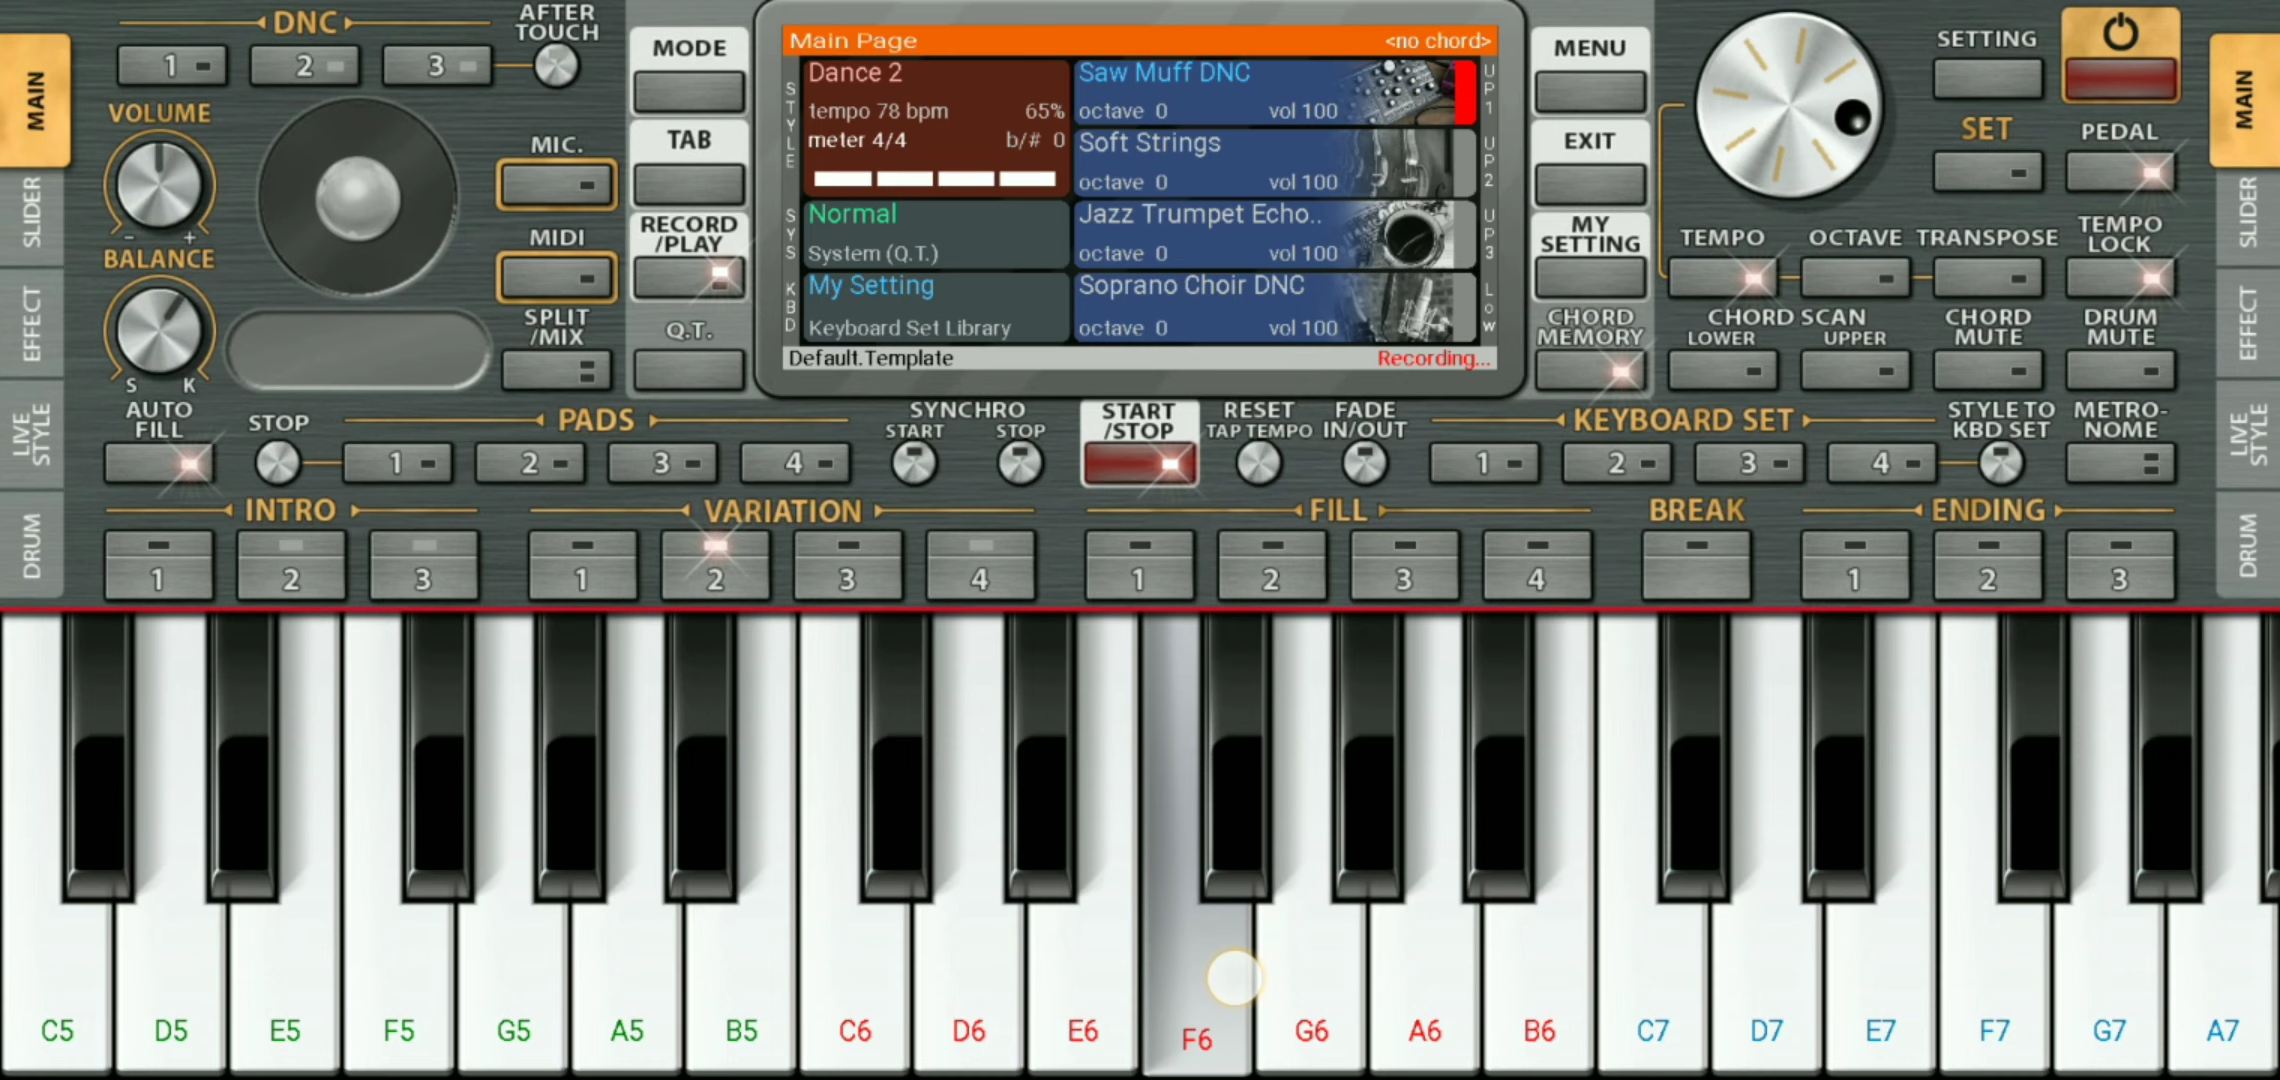 DNC
AFTER
TOUCH
1
2
3
MAIN
SLIDER
EFFECT
LIVE
STYLE
DRUM
VOLUME
- +
BALANCE
S K
MIC.
MIDI
SPLIT
/MIX
MODE
TAB
RECORD
/PLAY
Q.T.
Main Page <no chord>
STYLE
Dance 2
tempo 78 bpm 65%
meter 4/4 b/# 0
SYS
Normal
System (Q.T.)
KBD
My Setting
Keyboard Set Library
Saw Muff DNC
octave 0 vol 100
UP1
Soft Strings
octave 0 vol 100
UP2
Jazz Trumpet Echo..
octave 0 vol 100
UP3
Soprano Choir DNC
octave 0 vol 100
LoW
Default.Template Recording...
MENU
EXIT
MY
SETTING
CHORD
MEMORY
SETTING
SET
PEDAL
TEMPO
OCTAVE
TRANSPOSE
TEMPO
LOCK
CHORD SCAN
LOWER UPPER
CHORD
MUTE
DRUM
MUTE
MAIN
SLIDER
EFFECT
LIVE
STYLE
DRUM
AUTO
FILL
STOP
PADS
1
2
3
4
SYNCHRO
START STOP
START
/STOP
RESET
TAP TEMPO
FADE
IN/OUT
KEYBOARD SET
1
2
3
4
STYLE TO
KBD SET
METRO-
NOME
INTRO
1
2
3
VARIATION
1
2
3
4
FILL
1
2
3
4
BREAK
ENDING
1
2
3
C5 D5 E5 F5 G5 A5 B5 C6 D6 E6 F6 G6 A6 B6 C7 D7 E7 F7 G7 A7